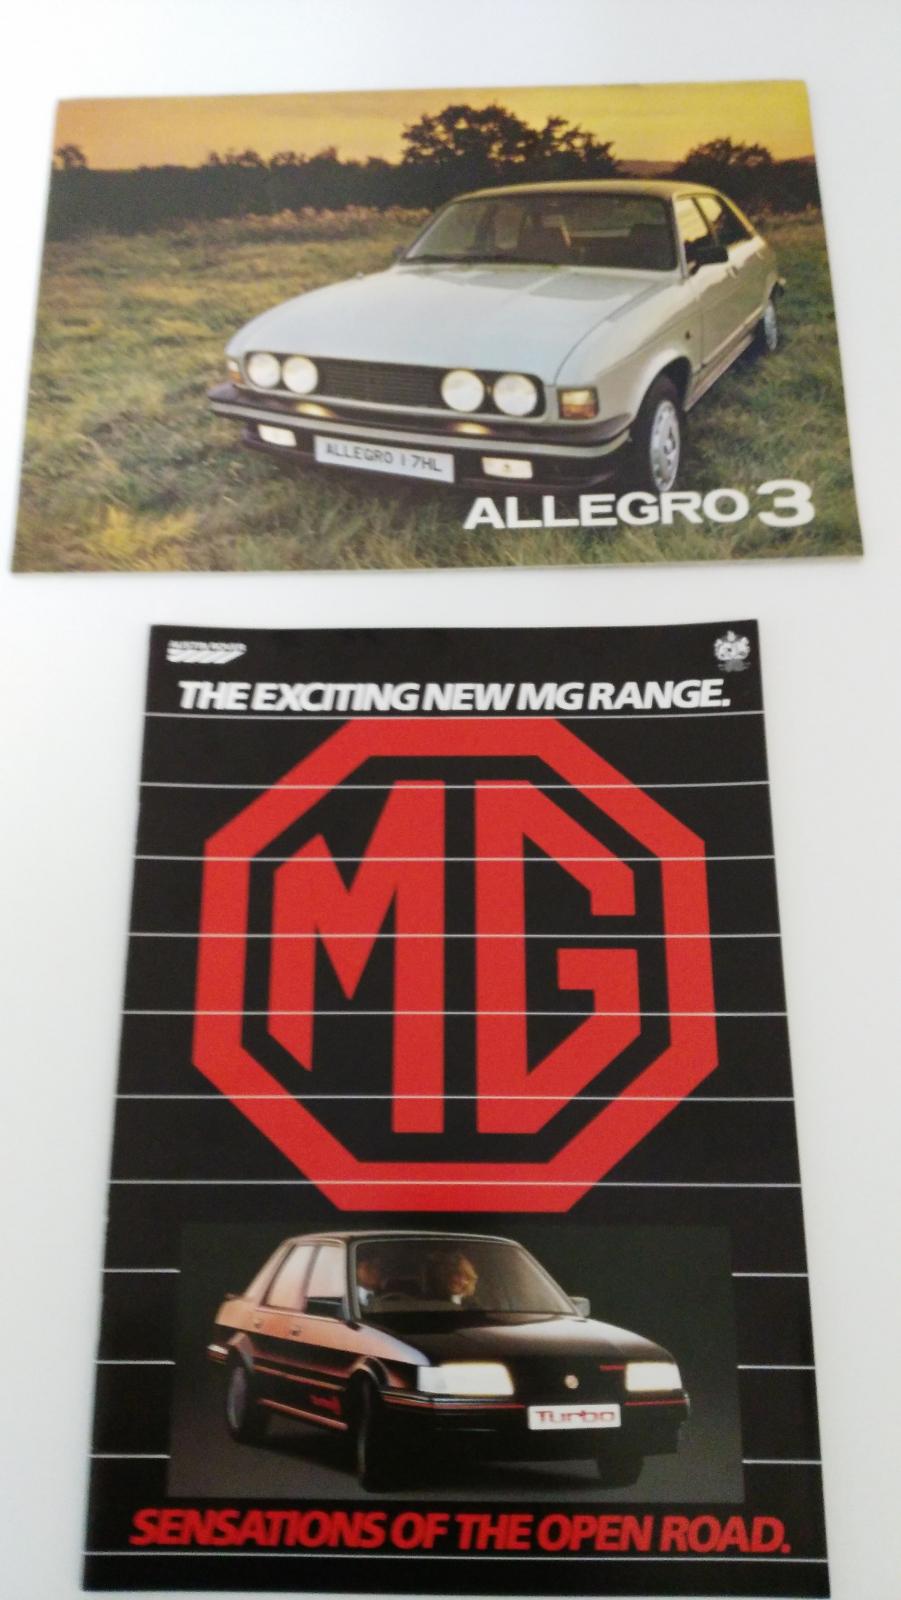 ALLEGRO 1 7HL
ALLEGRO 3
AUSTIN ROVER
THE EXCITING NEW MG RANGE.
MG
Turbo
SENSATIONS OF THE OPEN ROAD.